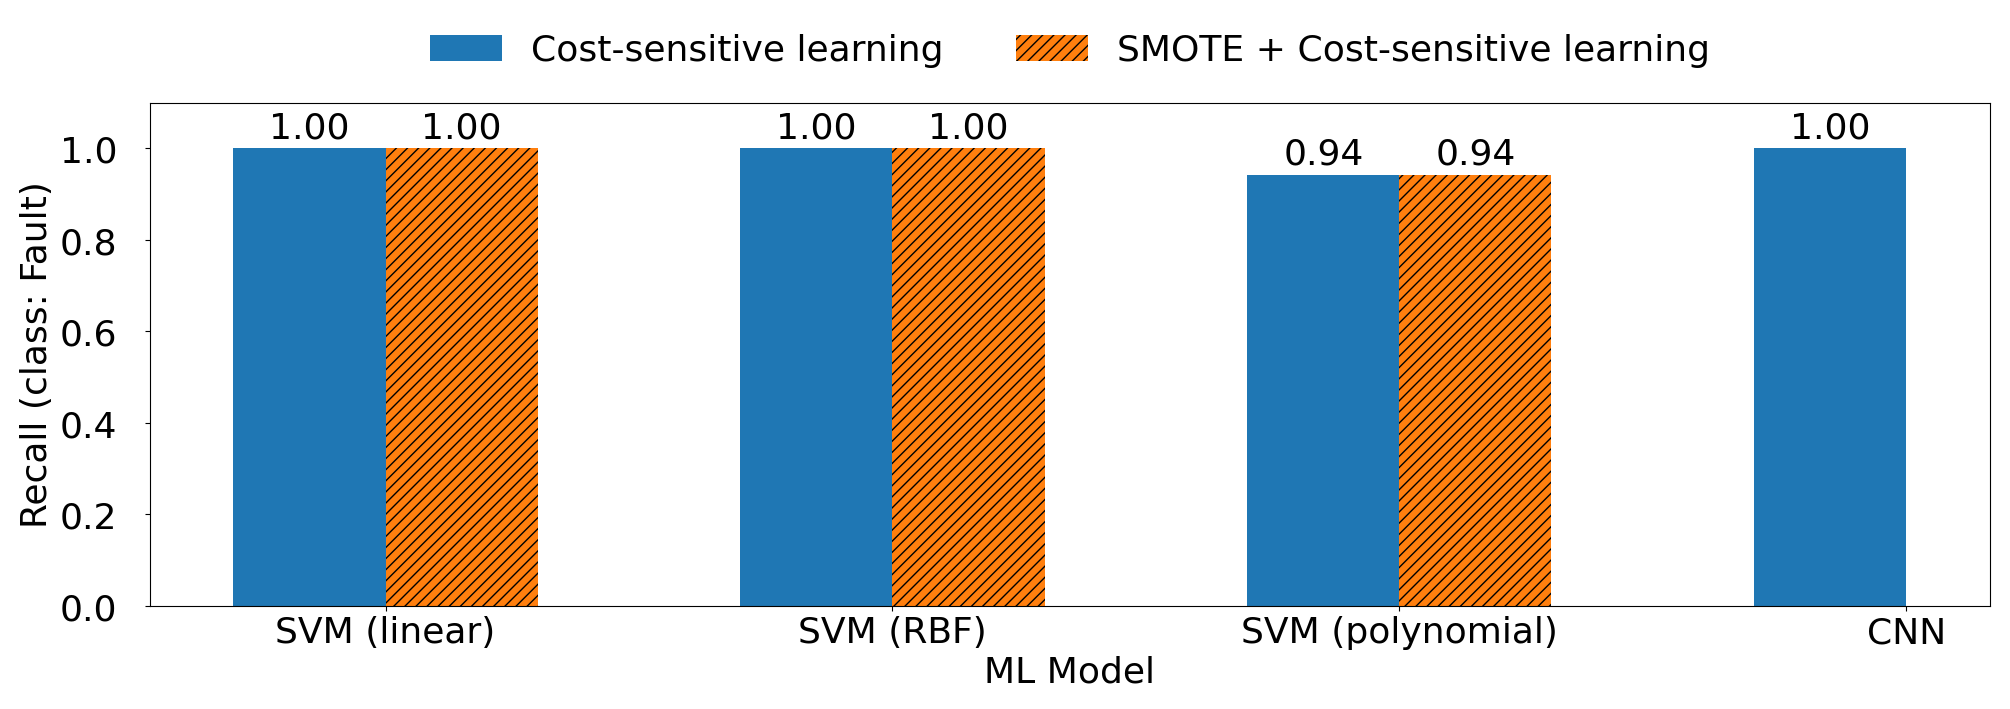 Cost-sensitive learning SMOTE + Cost-sensitive learning
1.00 1.00 1.00 1.00 0.94 0.94 1.00
1.0
0.8
0.6
0.4
0.2
0.0
Recall (class: Fault)
SVM (linear) SVM (RBF) SVM (polynomial) CNN
ML Model